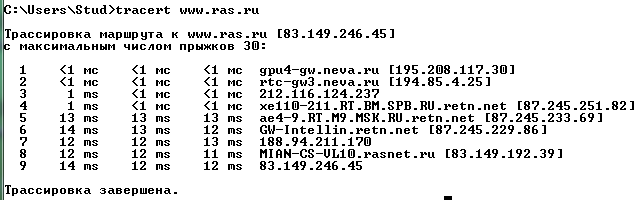 C:\Users\Stud>tracert www.ras.ru
Трассировка маршрута к www.ras.ru [83.149.246.45]
с максимальным числом прыжков 30:
1 <1 мс <1 мс <1 мс gpu4-gw.neva.ru [195.208.117.30]
2 <1 мс <1 мс <1 мс rtc-gw3.neva.ru [194.85.4.25]
3 1 ms <1 мс <1 мс 212.116.124.237
4 1 ms <1 мс <1 мс xe110-211.RT.BM.SPB.RU.retn.net [87.245.251.82]
5 13 ms 13 ms 13 ms ae4-9.RT.M9.MSK.RU.retn.net [87.245.233.69]
6 14 ms 13 ms 13 ms GW-Intellin.retn.net [87.245.229.86]
7 12 ms 12 ms 13 ms 188.94.211.170
8 12 ms 12 ms 11 ms MIAN-CS-VL10.rasnet.ru [83.149.192.39]
9 14 ms 12 ms 12 ms 83.149.246.45
Трассировка завершена.